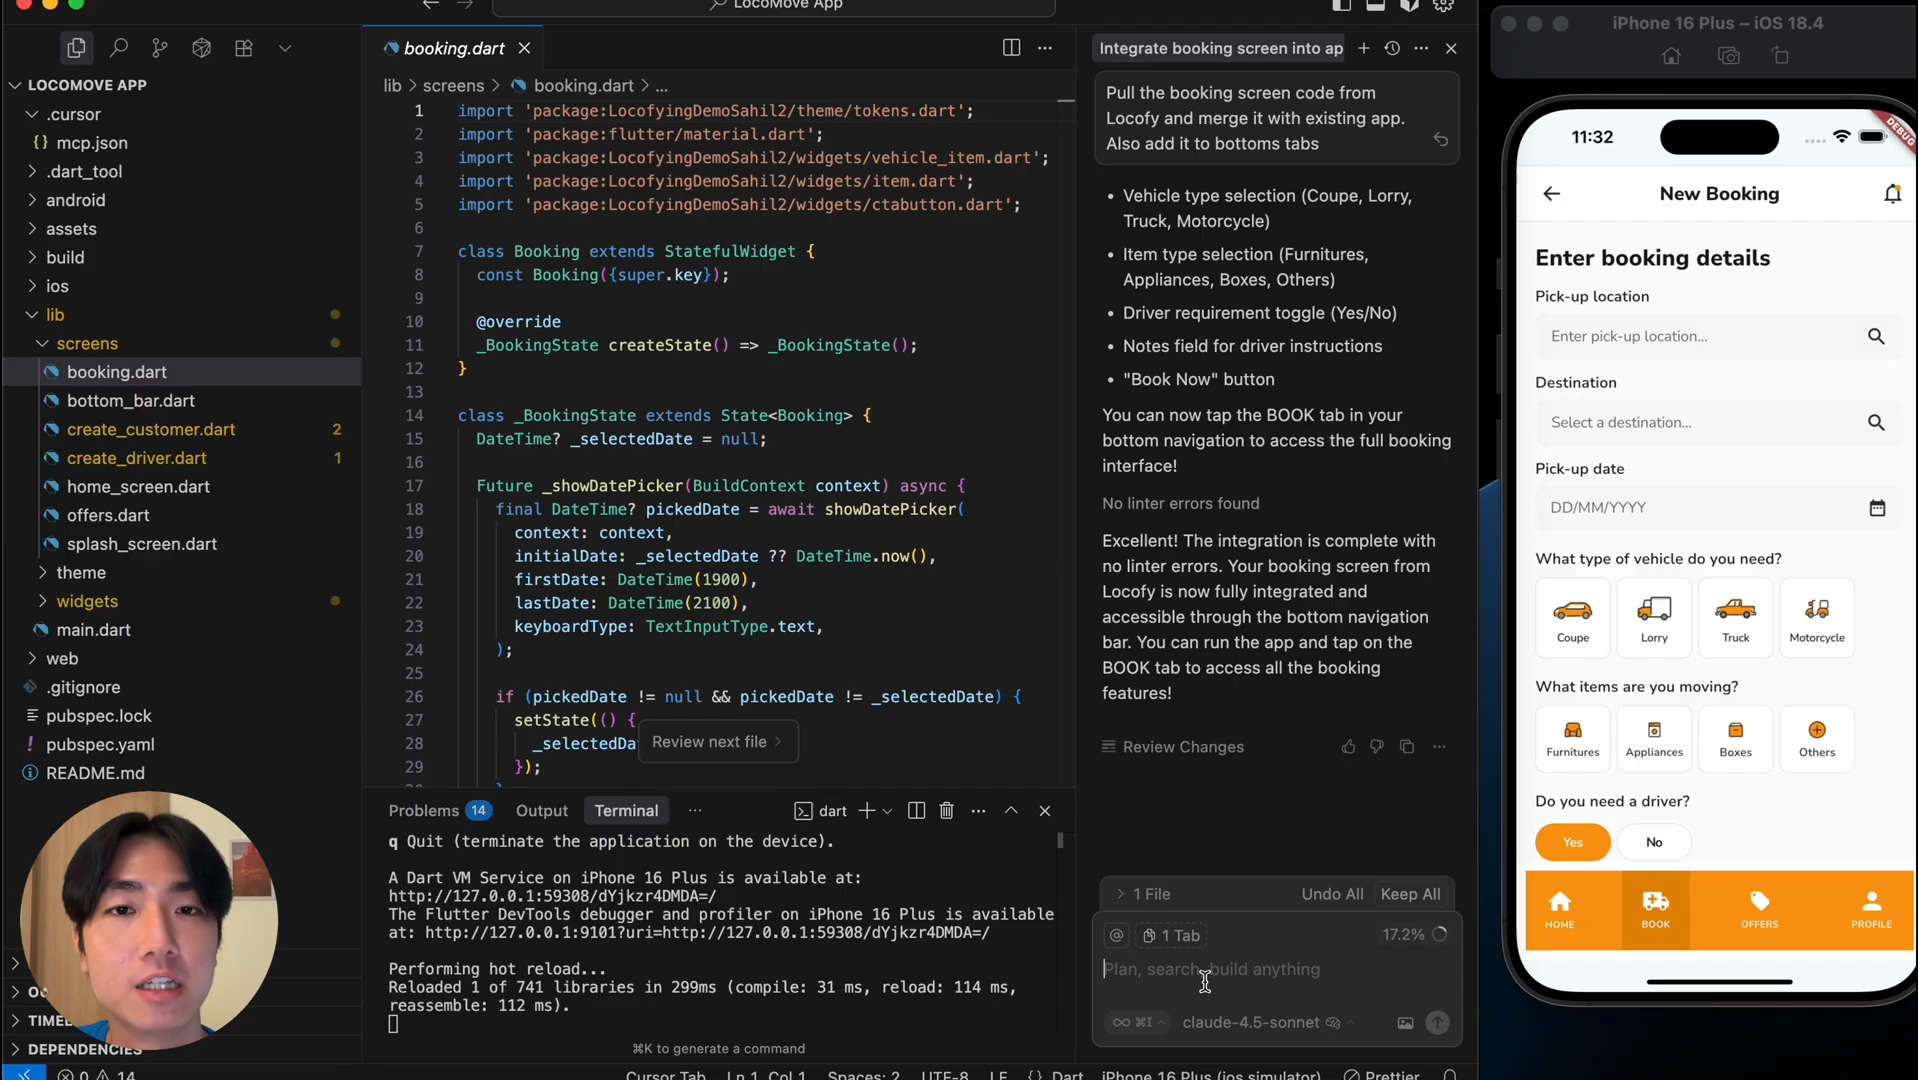 LocoMove App
iPhone 16 Plus – iOS 18.4
LOCOMOVE APP
.cursor
mcp.json
.dart_tool
android
assets
build
ios
lib
screens
booking.dart
bottom_bar.dart
create_customer.dart 2
create_driver.dart 1
home_screen.dart
offers.dart
splash_screen.dart
theme
widgets
main.dart
web
.gitignore
pubspec.lock
pubspec.yaml
README.md
TIMEL
DEPENDENCIES
booking.dart
lib > screens > booking.dart > ...
1 import 'package:LocofyingDemoSahil2/theme/tokens.dart';
2 import 'package:flutter/material.dart';
3 import 'package:LocofyingDemoSahil2/widgets/vehicle_item.dart';
4 import 'package:LocofyingDemoSahil2/widgets/item.dart';
5 import 'package:LocofyingDemoSahil2/widgets/ctabutton.dart';
6
7 class Booking extends StatefulWidget {
8 const Booking({super.key});
9
10 @override
11 _BookingState createState() => _BookingState();
12 }
13
14 class _BookingState extends State<Booking> {
15 DateTime? _selectedDate = null;
16
17 Future _showDatePicker(BuildContext context) async {
18 final DateTime? pickedDate = await showDatePicker(
19 context: context,
20 initialDate: _selectedDate ?? DateTime.now(),
21 firstDate: DateTime(1900),
22 lastDate: DateTime(2100),
23 keyboardType: TextInputType.text,
24 );
25
26 if (pickedDate != null && pickedDate != _selectedDate) {
27 setState(() {
28 _selectedDa
29 });
Review next file >
Problems 14 Output Terminal ... dart
q Quit (terminate the application on the device).
A Dart VM Service on iPhone 16 Plus is available at:
http://127.0.0.1:59308/dYjkzr4DMDA=/
The Flutter DevTools debugger and profiler on iPhone 16 Plus is available
at: http://127.0.0.1:9101?uri=http://127.0.0.1:59308/dYjkzr4DMDA=/
Performing hot reload...
Reloaded 1 of 741 libraries in 299ms (compile: 31 ms, reload: 114 ms,
reassemble: 112 ms).
⌘K to generate a command
0 14 Cursor Tab Ln 1, Col 1 Spaces: 2 UTF-8 LF {} Dart iPhone 16 Plus (ios simulator) Prettier
Integrate booking screen into ap
Pull the booking screen code from
Locofy and merge it with existing app.
Also add it to bottoms tabs
• Vehicle type selection (Coupe, Lorry,
Truck, Motorcycle)
• Item type selection (Furnitures,
Appliances, Boxes, Others)
• Driver requirement toggle (Yes/No)
• Notes field for driver instructions
• "Book Now" button
You can now tap the BOOK tab in your
bottom navigation to access the full booking
interface!
No linter errors found
Excellent! The integration is complete with
no linter errors. Your booking screen from
Locofy is now fully integrated and
accessible through the bottom navigation
bar. You can run the app and tap on the
BOOK tab to access all the booking
features!
Review Changes
> 1 File Undo All Keep All
@ 1 Tab 17.2%
Plan, search, build anything
∞ ⌘I claude-4.5-sonnet
11:32
DEBUG
New Booking
Enter booking details
Pick-up location
Enter pick-up location...
Destination
Select a destination...
Pick-up date
DD/MM/YYYY
What type of vehicle do you need?
Coupe Lorry Truck Motorcycle
What items are you moving?
Furnitures Appliances Boxes Others
Do you need a driver?
Yes No
HOME BOOK OFFERS PROFILE